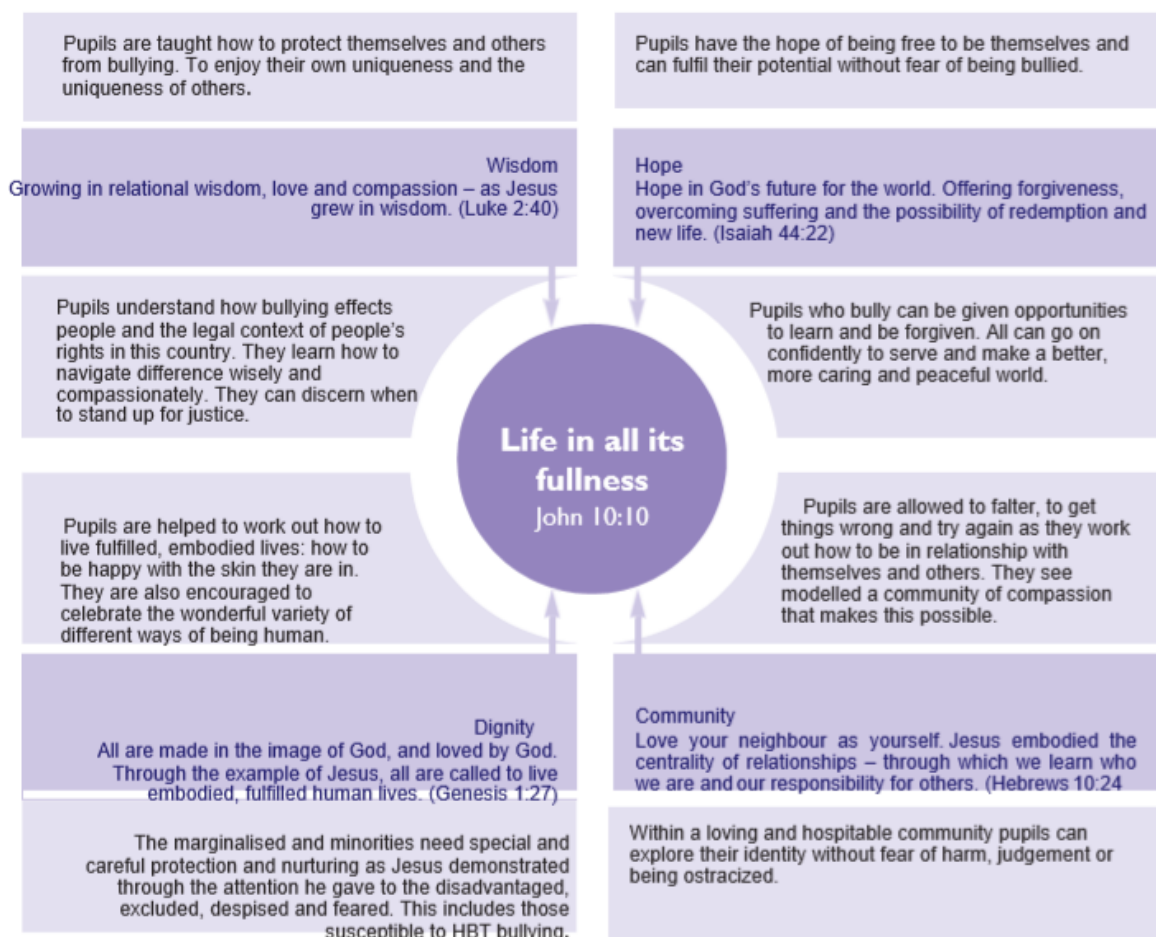 Pupils are taught how to protect themselves and others
from bullying. To enjoy their own uniqueness and the
uniqueness of others.
Wisdom
Growing in relational wisdom, love and compassion – as Jesus
grew in wisdom. (Luke 2:40)
Pupils understand how bullying effects
people and the legal context of people's
rights in this country. They learn how to
navigate difference wisely and
compassionately. They can discern when
to stand up for justice.
Pupils have the hope of being free to be themselves and
can fulfil their potential without fear of being bullied.
Hope
Hope in God's future for the world. Offering forgiveness,
overcoming suffering and the possibility of redemption and
new life. (Isaiah 44:22)
Pupils who bully can be given opportunities
to learn and be forgiven. All can go on
confidently to serve and make a better,
more caring and peaceful world.
Life in all its
fullness
John 10:10
Pupils are helped to work out how to
live fulfilled, embodied lives: how to
be happy with the skin they are in.
They are also encouraged to
celebrate the wonderful variety of
different ways of being human.
Dignity
All are made in the image of God, and loved by God.
Through the example of Jesus, all are called to live
embodied, fulfilled human lives. (Genesis 1:27)
The marginalised and minorities need special and
careful protection and nurturing as Jesus demonstrated
through the attention he gave to the disadvantaged,
excluded, despised and feared. This includes those
susceptible to HBT bullying.
Pupils are allowed to falter, to get
things wrong and try again as they work
out how to be in relationship with
themselves and others. They see
modelled a community of compassion
that makes this possible.
Community
Love your neighbour as yourself. Jesus embodied the
centrality of relationships – through which we learn who
we are and our responsibility for others. (Hebrews 10:24
Within a loving and hospitable community pupils can
explore their identity without fear of harm, judgement or
being ostracized.